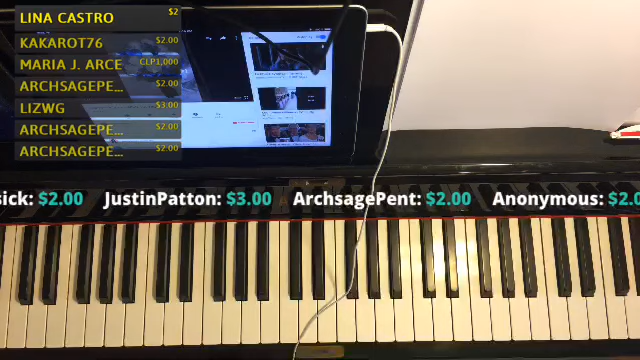 LINA CASTRO $2
KAKAROT76 $2.00
MARIA J. ARCE CLP1,000
ARCHSAGEPE... $2.00
LIZWG $3.00
ARCHSAGEPE... $2.00
ARCHSAGEPE... $2.00
sick: $2.00 JustinPatton: $3.00 ArchsagePent: $2.00 Anonymous: $2.0